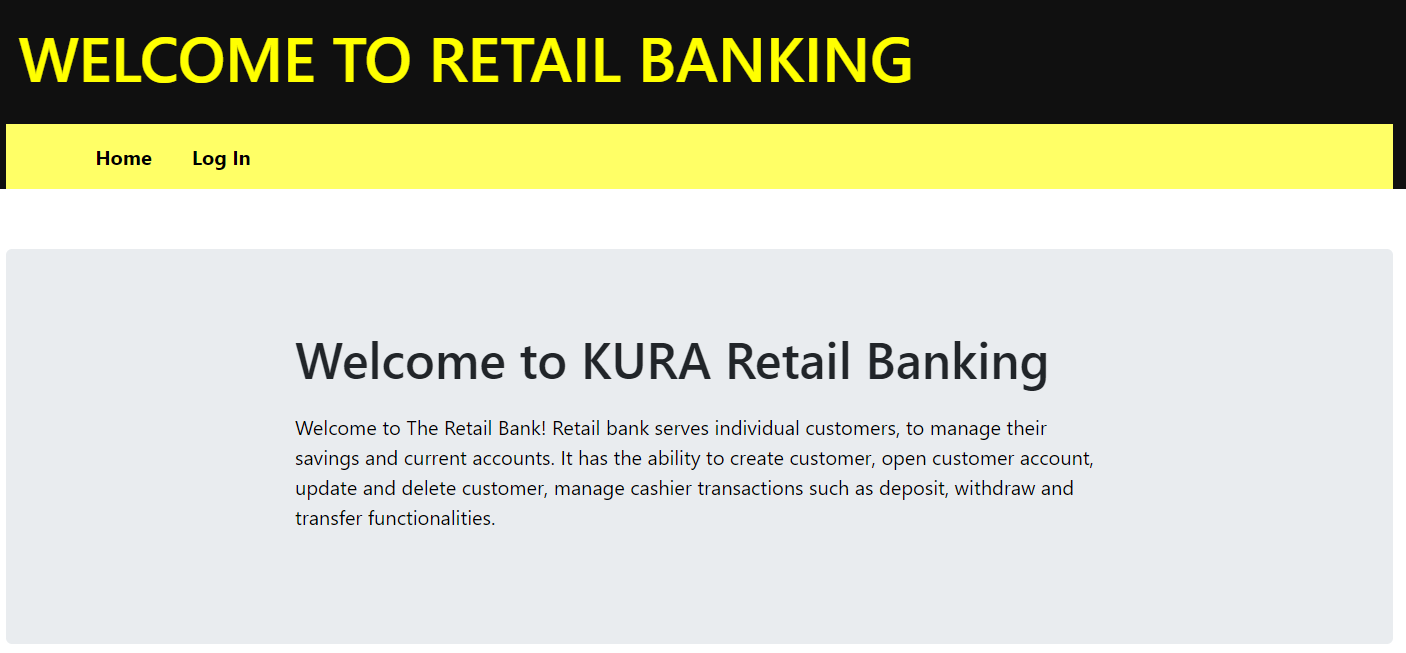 WELCOME TO RETAIL BANKING
Home Log In
Welcome to KURA Retail Banking
Welcome to The Retail Bank! Retail bank serves individual customers, to manage their
savings and current accounts. It has the ability to create customer, open customer account,
update and delete customer, manage cashier transactions such as deposit, withdraw and
transfer functionalities.